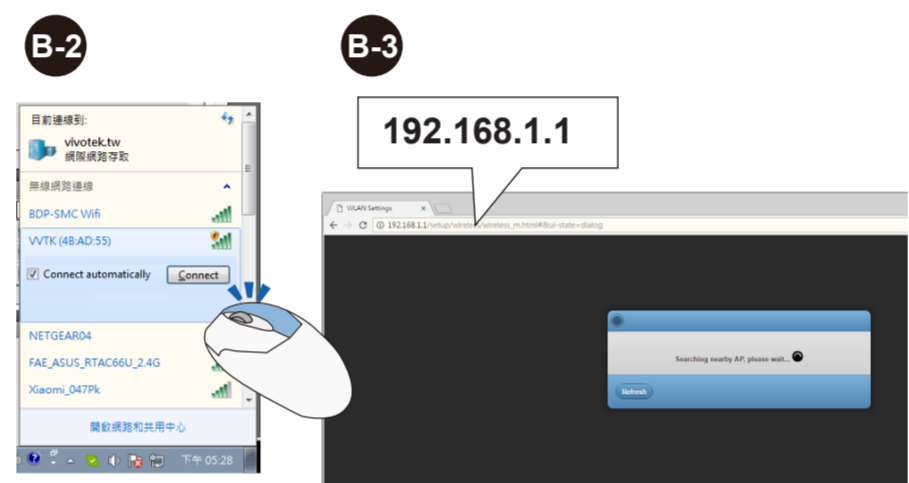 B-2
目前連線到:
vivotek.tw
網際網路存取
無線網路連線
BDP-SMC Wifi
VVTK (4B:AD:55)
Connect automatically
Connect
NETGEAR04
FAE_ASUS_RTAC66U_2.4G
Xiaomi_047Pk
開啟網路和共用中心
下午 05:28
B-3
192.168.1.1
WLAN Settings
192.168.1.1/setup/wireless/wireless_m.html#&ui-state=dialog
Searching nearby AP, please wait...
Refresh